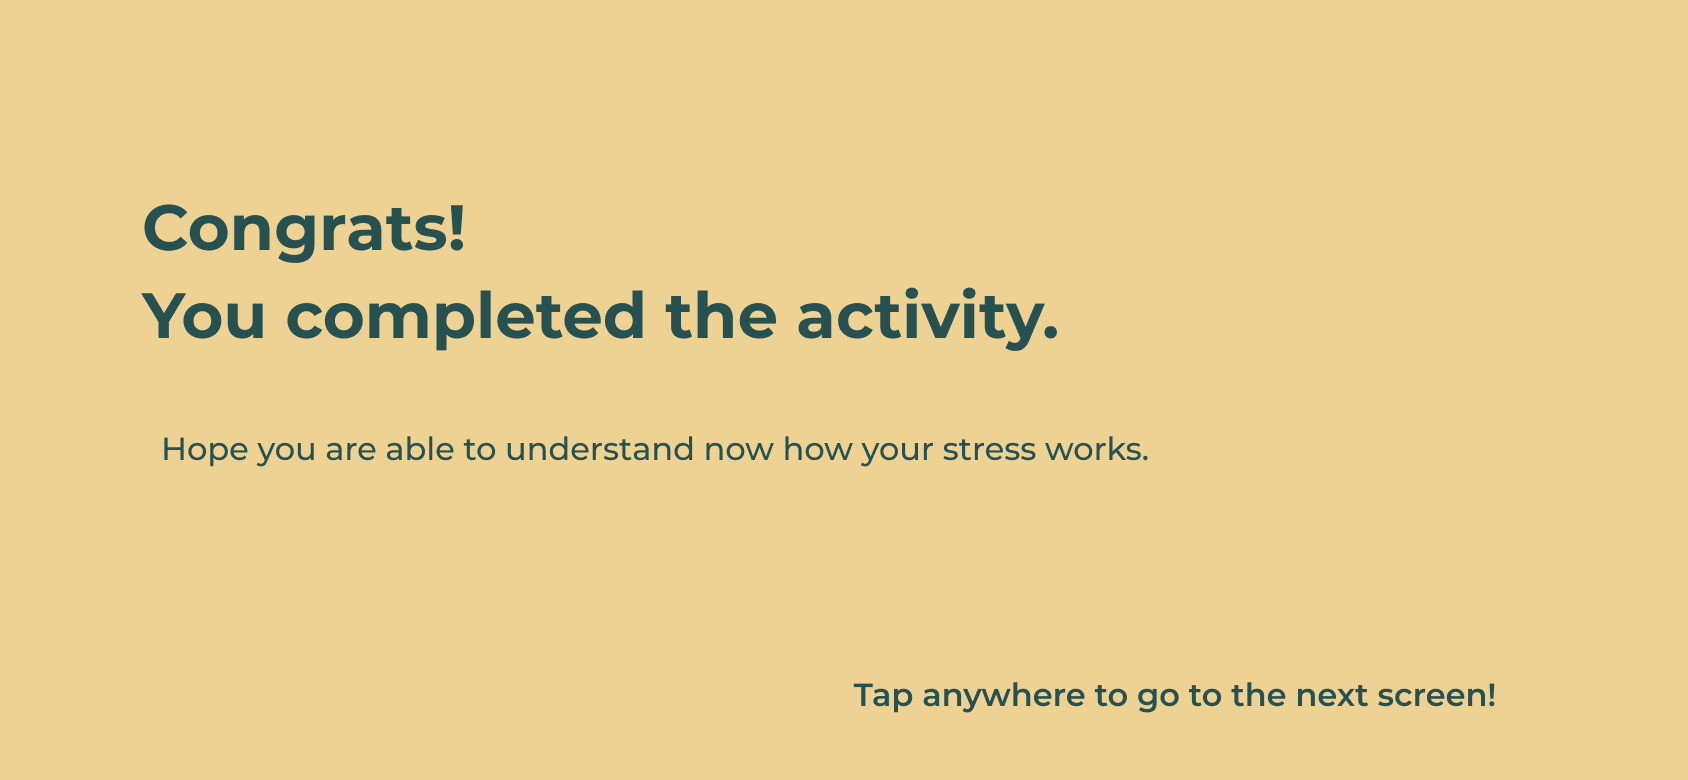 Congrats!
You completed the activity.
Hope you are able to understand now how your stress works.
Tap anywhere to go to the next screen!